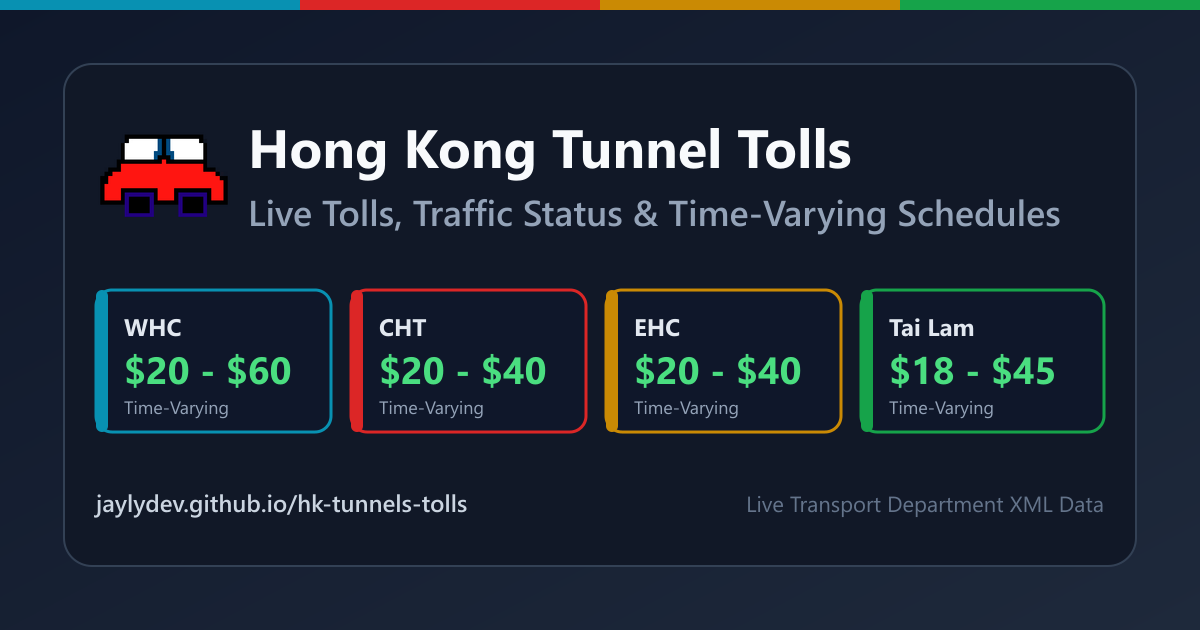 Hong Kong Tunnel Tolls
Live Tolls, Traffic Status & Time-Varying Schedules
WHC
$20 - $60
Time-Varying
CHT
$20 - $40
Time-Varying
EHC
$20 - $40
Time-Varying
Tai Lam
$18 - $45
Time-Varying
jaylydev.github.io/hk-tunnels-tolls
Live Transport Department XML Data